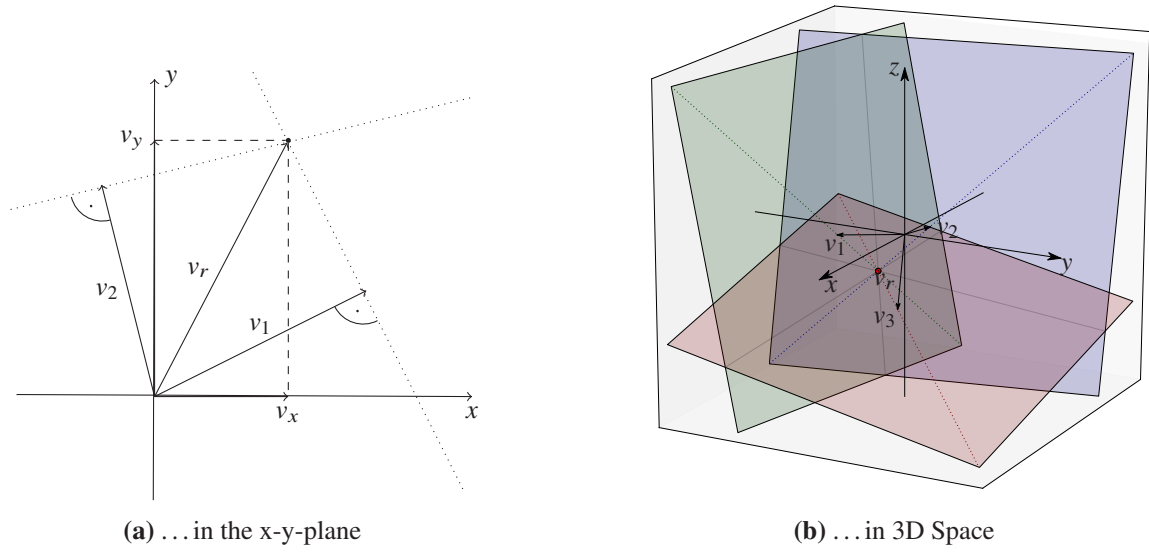 y
v_y
v_r
v_2
v_1
v_x
x
(a) ... in the x-y-plane
z
v_1
v_2
x
v_r
y
v_3
(b) ... in 3D Space